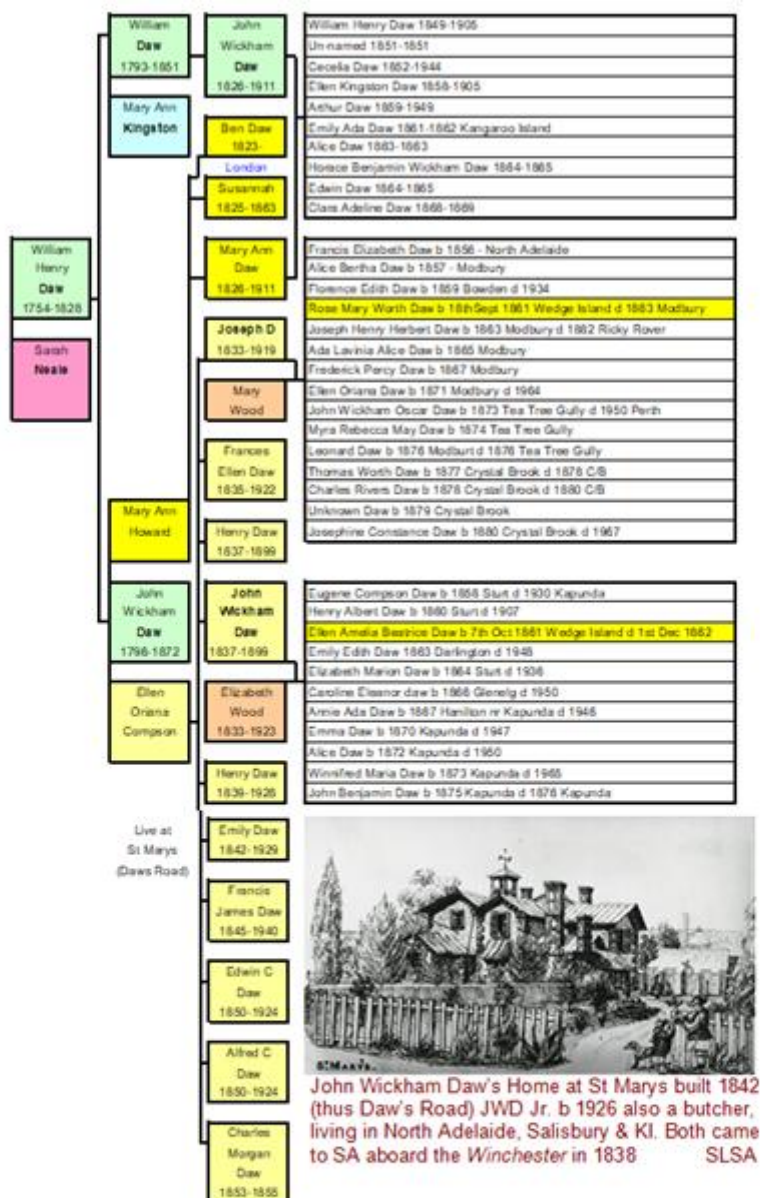 William
Daw
1793-1851
Mary Ann
Kingston
William
Henry
Daw
1754-1828
Sarah
Neale
Mary Ann
Howard
John
Wickham
Daw
1796-1872
Ellen
Oriana
Compson
Live at
St Marys
(Daws Road)
John
Wickham
Daw
1826-1911
Ben Daw
1823-
London
Susannah
1825-1863
Mary Ann
Daw
1826-1911
Joseph D
1833-1919
Mary
Wood
Frances
Ellen Daw
1835-1922
Henry Daw
1837-1899
John
Wickham
Daw
1837-1899
Elizabeth
Wood
1833-1923
Henry Daw
1839-1926
Emily Daw
1842-1929
Francis
James Daw
1845-1940
Edwin C
Daw
1850-1924
Alfred C
Daw
1850-1924
Charles
Morgan
Daw
1853-1855
William Henry Daw 1849-1905
Un-named 1851-1851
Cecelia Daw 1852-1944
Ellen Kingston Daw 1858-1905
Arthur Daw 1859-1949
Emily Ada Daw 1861-1862 Kangaroo Island
Alice Daw 1863-1863
Horace Benjamin Wickham Daw 1864-1865
Edwin Daw 1864-1865
Clara Adeline Daw 1868-1869
Francis Elizabeth Daw b 1856 - North Adelaide
Alice Bertha Daw b 1857 - Modbury
Florence Edith Daw b 1859 Bowden d 1934
Rose Mary Worth Daw b 18thSept 1861 Wedge Island d 1883 Modbury
Joseph Henry Herbert Daw b 1863 Modbury d 1882 Ricky Rover
Ada Lavinia Alice Daw b 1865 Modbury
Frederick Percy Daw b 1867 Modbury
Ellen Oriana Daw b 1871 Modbury d 1964
John Wickham Oscar Daw b 1873 Tea Tree Gully d 1950 Perth
Myra Rebecca May Daw b 1874 Tea Tree Gully
Leonard Daw b 1876 Modburt d 1876 Tea Tree Gully
Thomas Worth Daw b 1877 Crystal Brook d 1878 C/B
Charles Rivers Daw b 1878 Crystal Brook d 1880 C/B
Unknown Daw b 1879 Crystal Brook
Josephine Constance Daw b 1880 Crystal Brook d 1967
Eugene Compson Daw b 1858 Sturt d 1930 Kapunda
Henry Albert Daw b 1860 Sturt d 1907
Ellen Amelia Beatrice Daw b 7th Oct 1861 Wedge Island d 1st Dec 1862
Emily Edith Daw 1863 Darlington d 1948
Elizabeth Marion Daw b 1864 Sturt d 1936
Caroline Eleanor daw b 1866 Glenelg d 1950
Annie Ada Daw b 1867 Hamilton nr Kapunda d 1946
Emma Daw b 1870 Kapunda d 1947
Alice Daw b 1872 Kapunda d 1950
Winnifred Maria Daw b 1873 Kapunda d 1965
John Benjamin Daw b 1875 Kapunda d 1876 Kapunda
ST MARYS.
John Wickham Daw's Home at St Marys built 1842
(thus Daw's Road) JWD Jr. b 1926 also a butcher,
living in North Adelaide, Salisbury & KI. Both came
to SA aboard the Winchester in 1838 SLSA